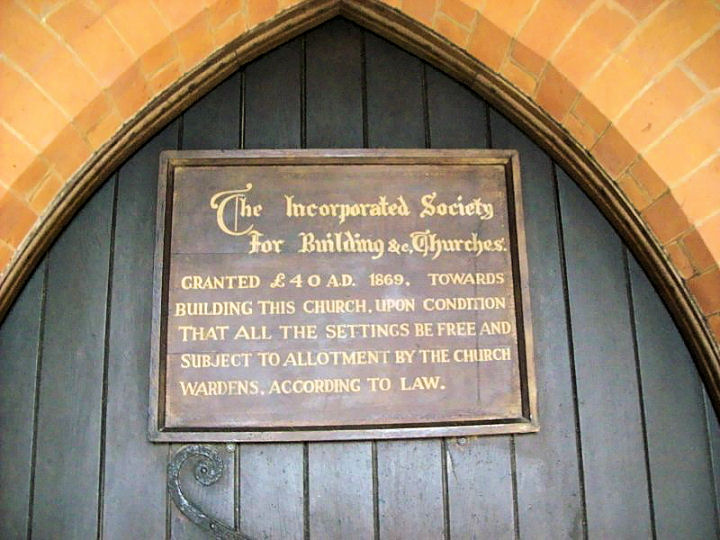 The Incorporated Society
For Building &c, Churches.
GRANTED £40 A.D. 1869, TOWARDS
BUILDING THIS CHURCH, UPON CONDITION
THAT ALL THE SETTINGS BE FREE AND
SUBJECT TO ALLOTMENT BY THE CHURCH
WARDENS, ACCORDING TO LAW.